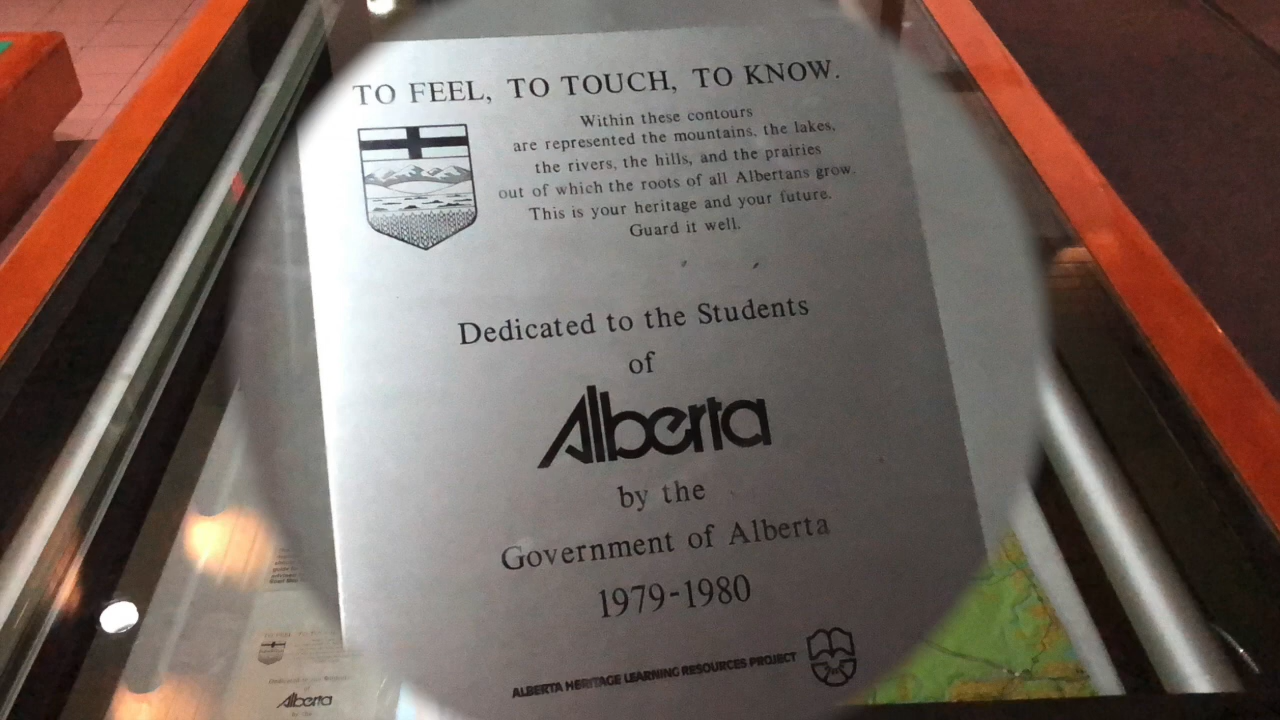 TO FEEL, TO TOUCH, TO KNOW.
Within these contours
are represented the mountains, the lakes,
the rivers, the hills, and the prairies
out of which the roots of all Albertans grow.
This is your heritage and your future.
Guard it well.
Dedicated to the Students
of
Alberta
by the
Government of Alberta
1979-1980
ALBERTA HERITAGE LEARNING RESOURCES PROJECT
Alberta